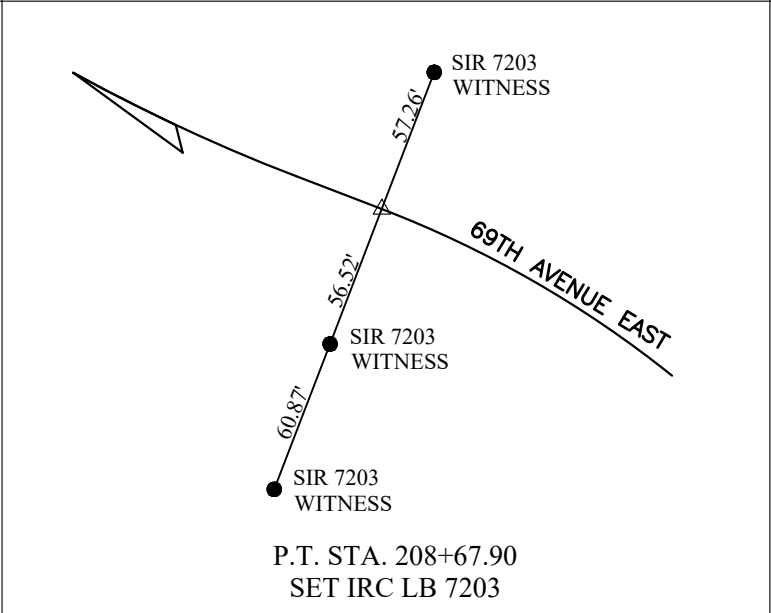 SIR 7203
WITNESS
57.26'
69TH AVENUE EAST
56.52'
SIR 7203
WITNESS
60.87'
SIR 7203
WITNESS
P.T. STA. 208+67.90
SET IRC LB 7203